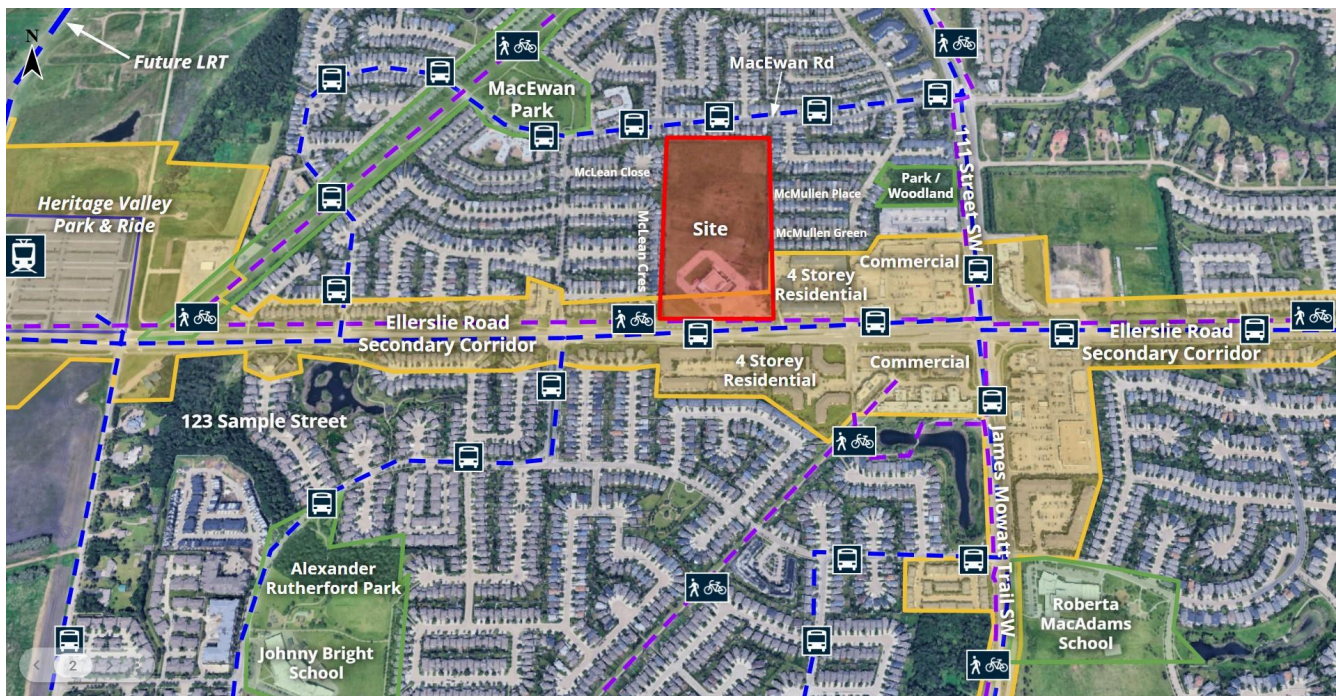 N
Future LRT
MacEwan
Park
MacEwan Rd
111 Street SW
McLean Close
McMullen Place
Park /
Woodland
Heritage Valley
Park & Ride
McLean Cres
Site
McMullen Green
4 Storey
Residential
Commercial
Ellerslie Road
Secondary Corridor
Ellerslie Road
Secondary Corridor
4 Storey
Residential
Commercial
123 Sample Street
James Mowatt Trail SW
Alexander
Rutherford Park
Roberta
MacAdams
School
Johnny Bright
School
2